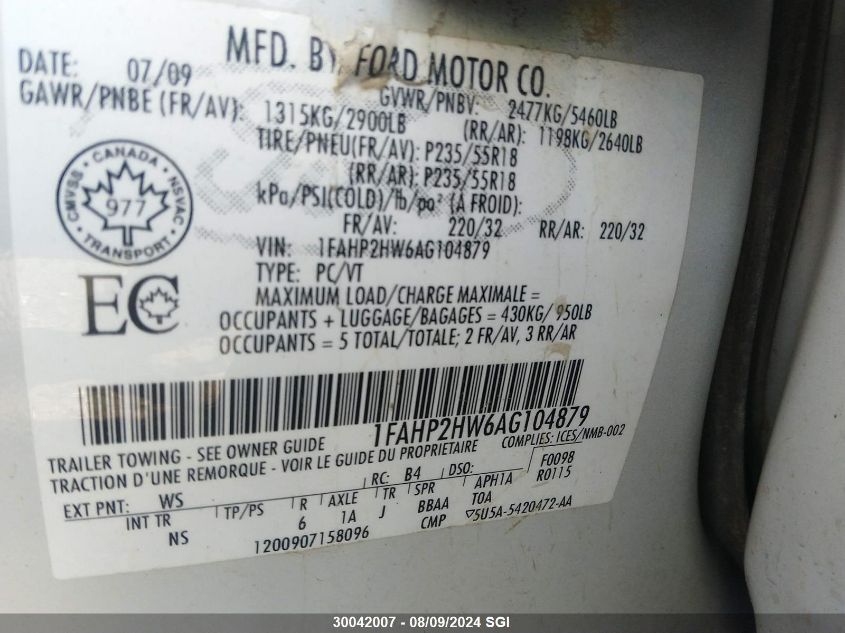 MFD. BY FORD MOTOR CO.
DATE: 07/09 GVWR/PNBV: 2477KG/5460LB
GAWR/PNBE (FR/AV): 1315KG/2900LB (RR/AR): 1198KG/2640LB
TIRE/PNEU(FR/AV): P235/55R18
(RR/AR): P235/55R18
kPa/PSI(COLD)/lb/po² (À FROID):
FR/AV: 220/32 RR/AR: 220/32
VIN: 1FAHP2HW6AG104879
TYPE: PC/VT
CANADA
CMVSS 977 NSVAC
TRANSPORT
EC
MAXIMUM LOAD/CHARGE MAXIMALE =
OCCUPANTS + LUGGAGE/BAGAGES = 430KG/ 950LB
OCCUPANTS = 5 TOTAL/TOTALE; 2 FR/AV, 3 RR/AR
1FAHP2HW6AG104879
TRAILER TOWING - SEE OWNER GUIDE COMPLIES: ICES/NMB-002
TRACTION D'UNE REMORQUE - VOIR LE GUIDE DU PROPRIETAIRE
RC: B4 DSO: F0098
EXT PNT: WS APH1A R0115
INT TR TP/PS R AXLE TR SPR
NS 6 1A J BBAA TOA
1200907158096 CMP 5U5A-5420472-AA
30042007 - 08/09/2024 SGI